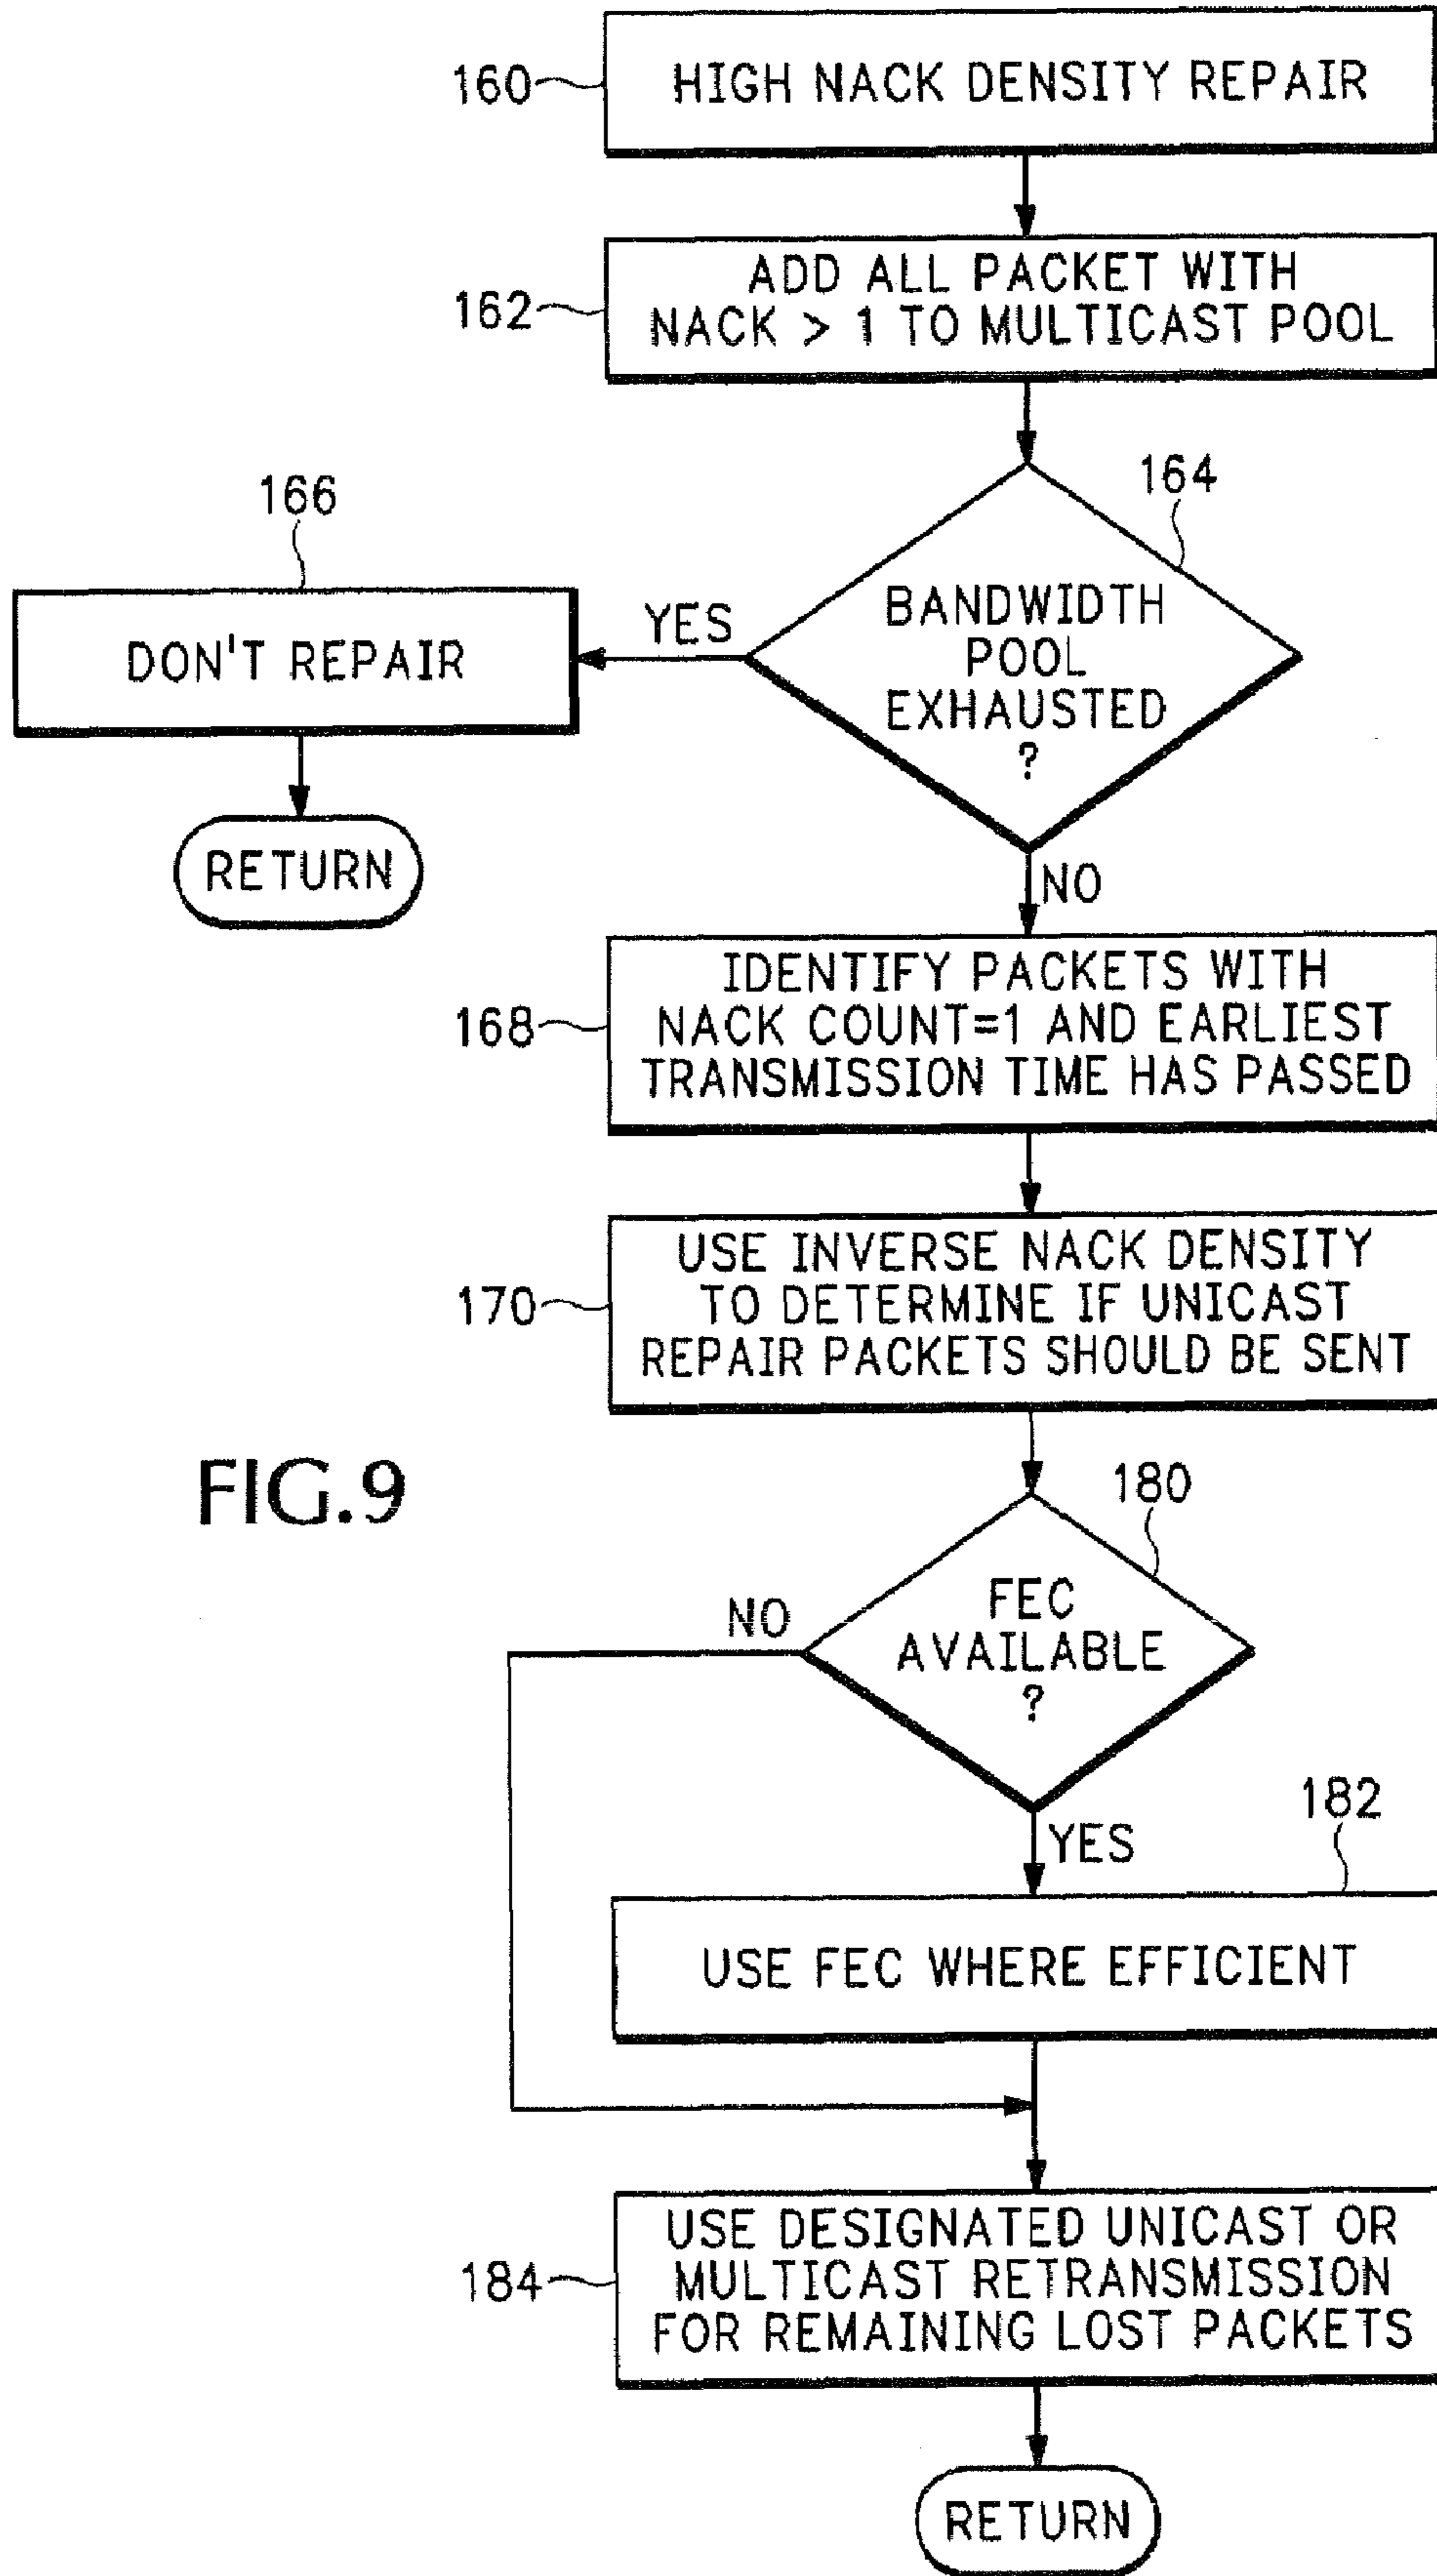 160
HIGH NACK DENSITY REPAIR
162
ADD ALL PACKET WITH
NACK > 1 TO MULTICAST POOL
164
BANDWIDTH
POOL
EXHAUSTED
?
YES
166
DON'T REPAIR
RETURN
NO
168
IDENTIFY PACKETS WITH
NACK COUNT=1 AND EARLIEST
TRANSMISSION TIME HAS PASSED
170
USE INVERSE NACK DENSITY
TO DETERMINE IF UNICAST
REPAIR PACKETS SHOULD BE SENT
FIG.9
180
FEC
AVAILABLE
?
NO
YES
182
USE FEC WHERE EFFICIENT
184
USE DESIGNATED UNICAST OR
MULTICAST RETRANSMISSION
FOR REMAINING LOST PACKETS
RETURN